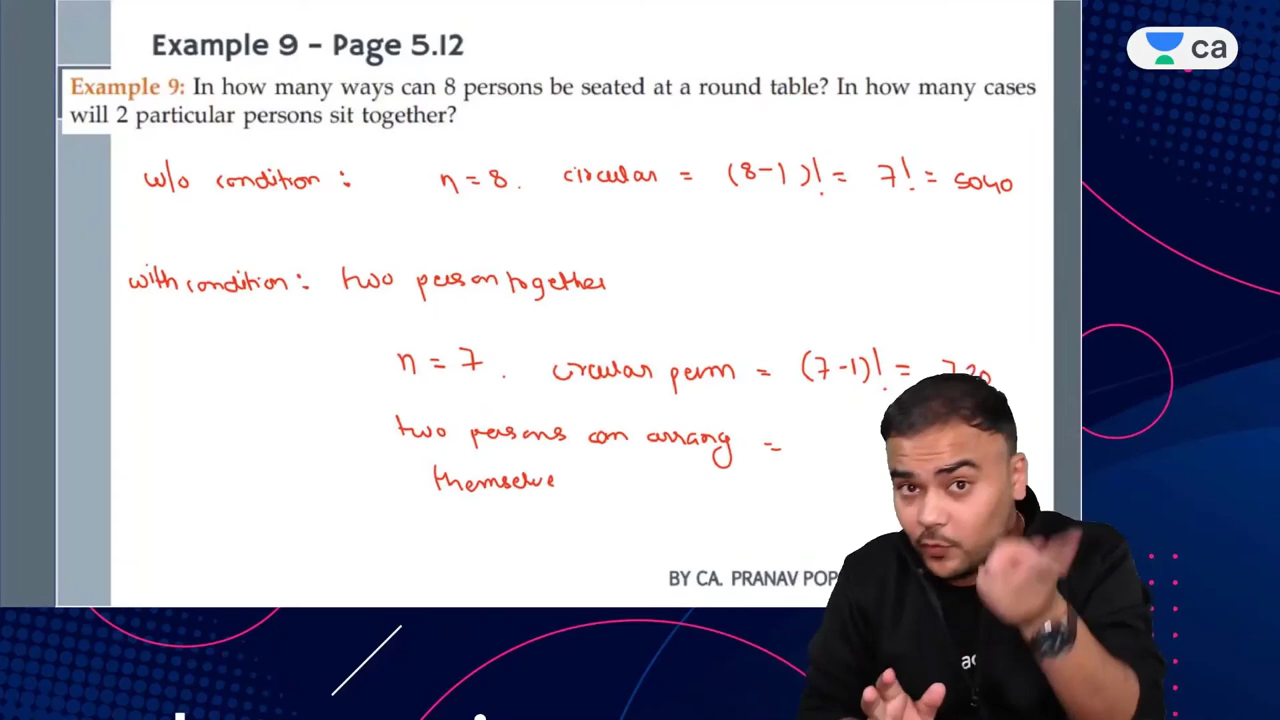 Example 9 - Page 5.12
ca
Example 9: In how many ways can 8 persons be seated at a round table? In how many cases
will 2 particular persons sit together?
w/o condition : n = 8. circular = (8-1)! = 7! = 5040
with condition : two person together
n = 7. circular perm = (7-1)! = 720
two persons can arrang =
themselve
BY CA. PRANAV POP